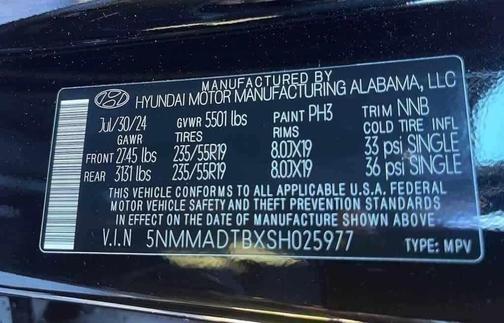 MANUFACTURED BY
HYUNDAI MOTOR MANUFACTURING ALABAMA, LLC
Jul/30/24 GVWR 5501 lbs PAINT PH3 TRIM NNB
GAWR TIRES RIMS COLD TIRE INFL
FRONT 2745 lbs 235/55R19 8.0JX19 33 psi SINGLE
REAR 3131 lbs 235/55R19 8.0JX19 36 psi SINGLE
THIS VEHICLE CONFORMS TO ALL APPLICABLE U.S.A. FEDERAL
MOTOR VEHICLE SAFETY AND THEFT PREVENTION STANDARDS
IN EFFECT ON THE DATE OF MANUFACTURE SHOWN ABOVE.
V.I.N 5NMMADTBXSH025977 TYPE: MPV